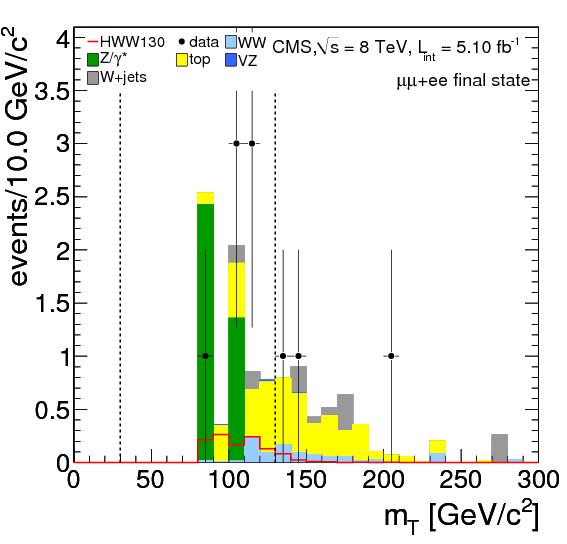 HWW130 data WW CMS,√s = 8 TeV, L_int = 5.10 fb⁻¹
Z/γ* top VZ
W+jets μμ+ee final state
events/10.0 GeV/c²
4
3.5
3
2.5
2
1.5
1
0.5
0
0 50 100 150 200 250 300
m_T [GeV/c²]